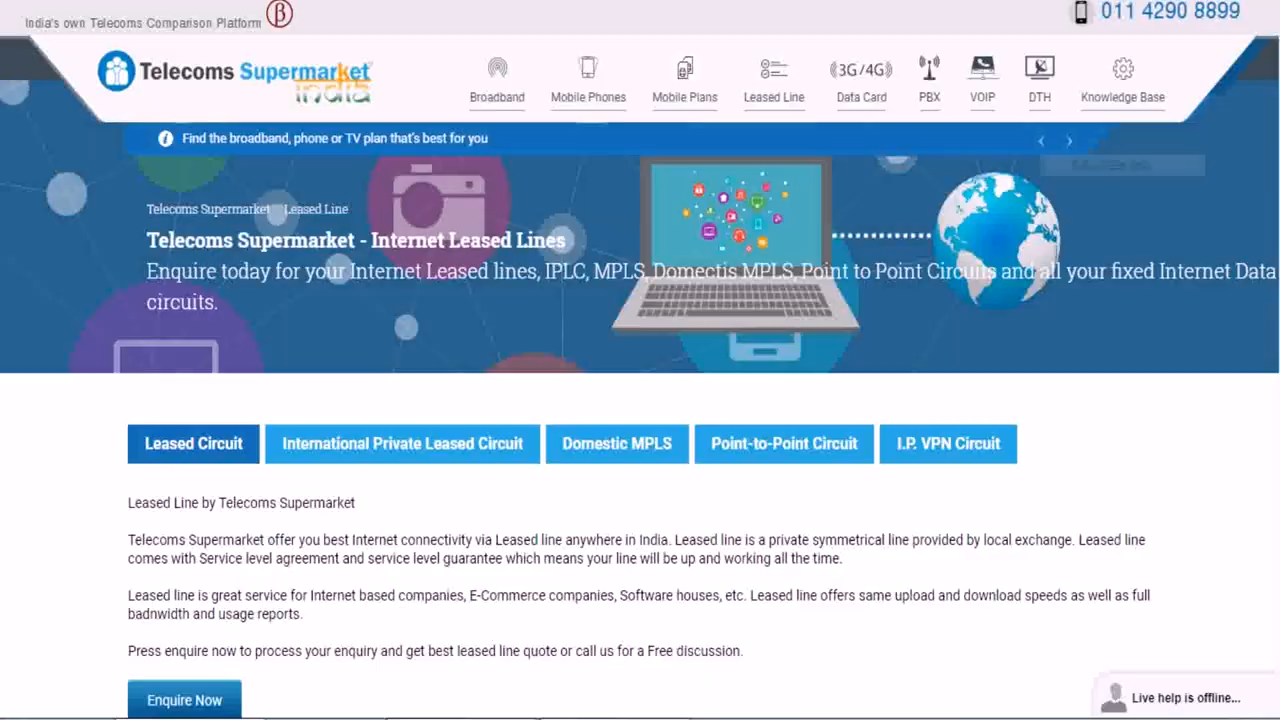 India's own Telecoms Comparison Platform β
011 4290 8899
Telecoms Supermarket
india
Broadband
Mobile Phones
Mobile Plans
Leased Line
3G/4G
Data Card
PBX
VOIP
DTH
Knowledge Base
Find the broadband, phone or TV plan that's best for you
Telecoms Supermarket Leased Line
Telecoms Supermarket - Internet Leased Lines
Enquire today for your Internet Leased lines, IPLC, MPLS, Domectis MPLS, Point to Point Circuits and all your fixed Internet Data
circuits.
Leased Circuit
International Private Leased Circuit
Domestic MPLS
Point-to-Point Circuit
I.P. VPN Circuit
Leased Line by Telecoms Supermarket
Telecoms Supermarket offer you best Internet connectivity via Leased line anywhere in India. Leased line is a private symmetrical line provided by local exchange. Leased line
comes with Service level agreement and service level guarantee which means your line will be up and working all the time.
Leased line is great service for Internet based companies, E-Commerce companies, Software houses, etc. Leased line offers same upload and download speeds as well as full
badnwidth and usage reports.
Press enquire now to process your enquiry and get best leased line quote or call us for a Free discussion.
Enquire Now
Live help is offline...